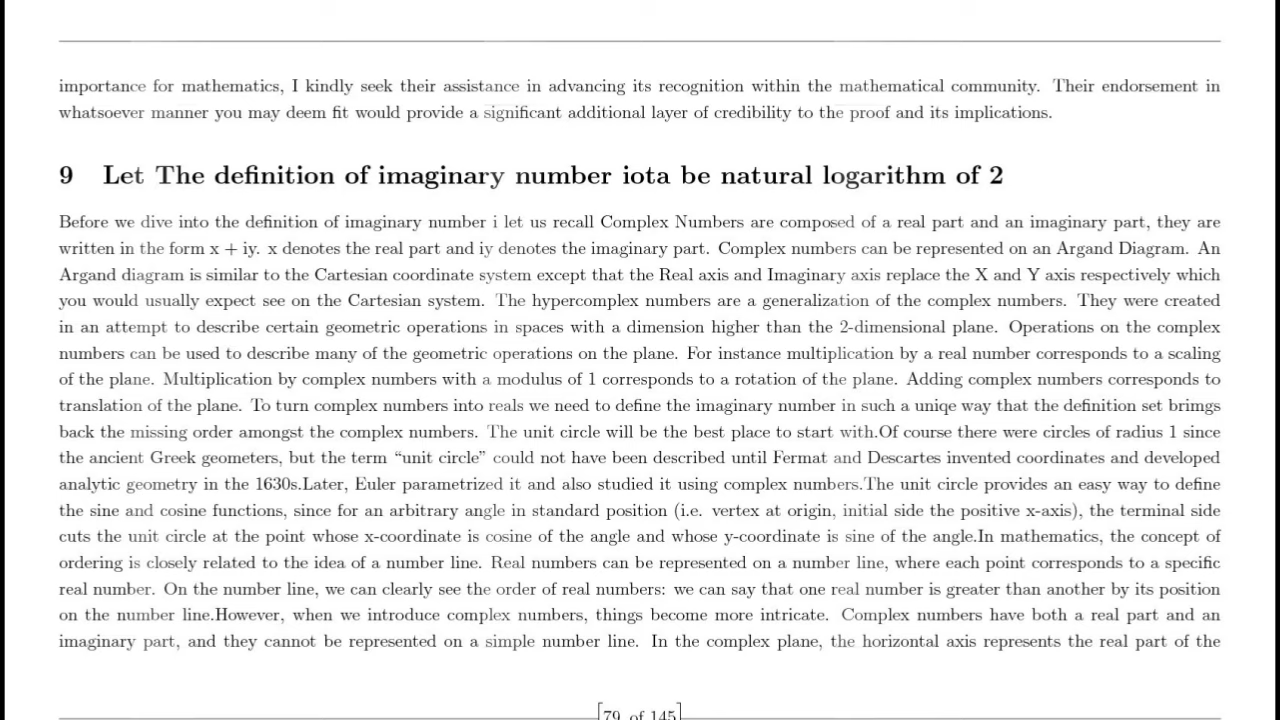 importance for mathematics, I kindly seek their assistance in advancing its recognition within the mathematical community. Their endorsement in
whatsoever manner you may deem fit would provide a significant additional layer of credibility to the proof and its implications.
9 Let The definition of imaginary number iota be natural logarithm of 2
Before we dive into the definition of imaginary number i let us recall Complex Numbers are composed of a real part and an imaginary part, they are
written in the form x + iy. x denotes the real part and iy denotes the imaginary part. Complex numbers can be represented on an Argand Diagram. An
Argand diagram is similar to the Cartesian coordinate system except that the Real axis and Imaginary axis replace the X and Y axis respectively which
you would usually expect see on the Cartesian system. The hypercomplex numbers are a generalization of the complex numbers. They were created
in an attempt to describe certain geometric operations in spaces with a dimension higher than the 2-dimensional plane. Operations on the complex
numbers can be used to describe many of the geometric operations on the plane. For instance multiplication by a real number corresponds to a scaling
of the plane. Multiplication by complex numbers with a modulus of 1 corresponds to a rotation of the plane. Adding complex numbers corresponds to
translation of the plane. To turn complex numbers into reals we need to define the imaginary number in such a uniqe way that the definition set brimgs
back the missing order amongst the complex numbers. The unit circle will be the best place to start with.Of course there were circles of radius 1 since
the ancient Greek geometers, but the term “unit circle” could not have been described until Fermat and Descartes invented coordinates and developed
analytic geometry in the 1630s.Later, Euler parametrized it and also studied it using complex numbers.The unit circle provides an easy way to define
the sine and cosine functions, since for an arbitrary angle in standard position (i.e. vertex at origin, initial side the positive x-axis), the terminal side
cuts the unit circle at the point whose x-coordinate is cosine of the angle and whose y-coordinate is sine of the angle.In mathematics, the concept of
ordering is closely related to the idea of a number line. Real numbers can be represented on a number line, where each point corresponds to a specific
real number. On the number line, we can clearly see the order of real numbers: we can say that one real number is greater than another by its position
on the number line.However, when we introduce complex numbers, things become more intricate. Complex numbers have both a real part and an
imaginary part, and they cannot be represented on a simple number line. In the complex plane, the horizontal axis represents the real part of the
79 of 145